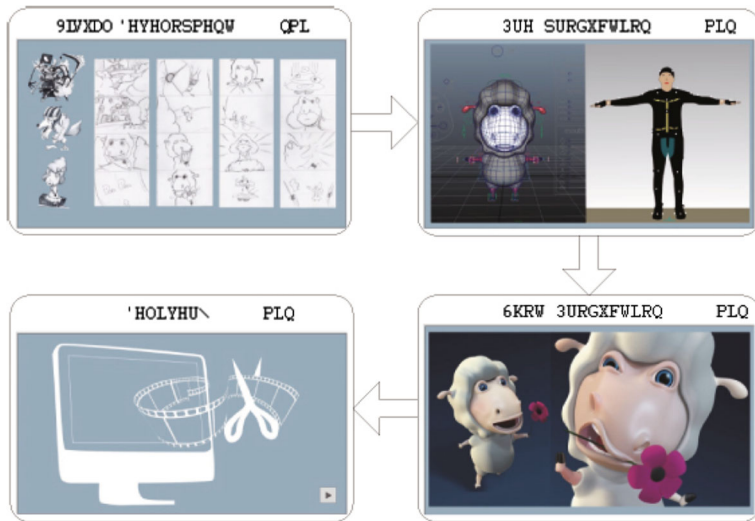 9LVXDO 'HYHORSPHQW QPL
3UH SURGXFWLRQ PLQ
6KRW 3URGXFWLRQ PLQ
'HOLYHU\ PLQ